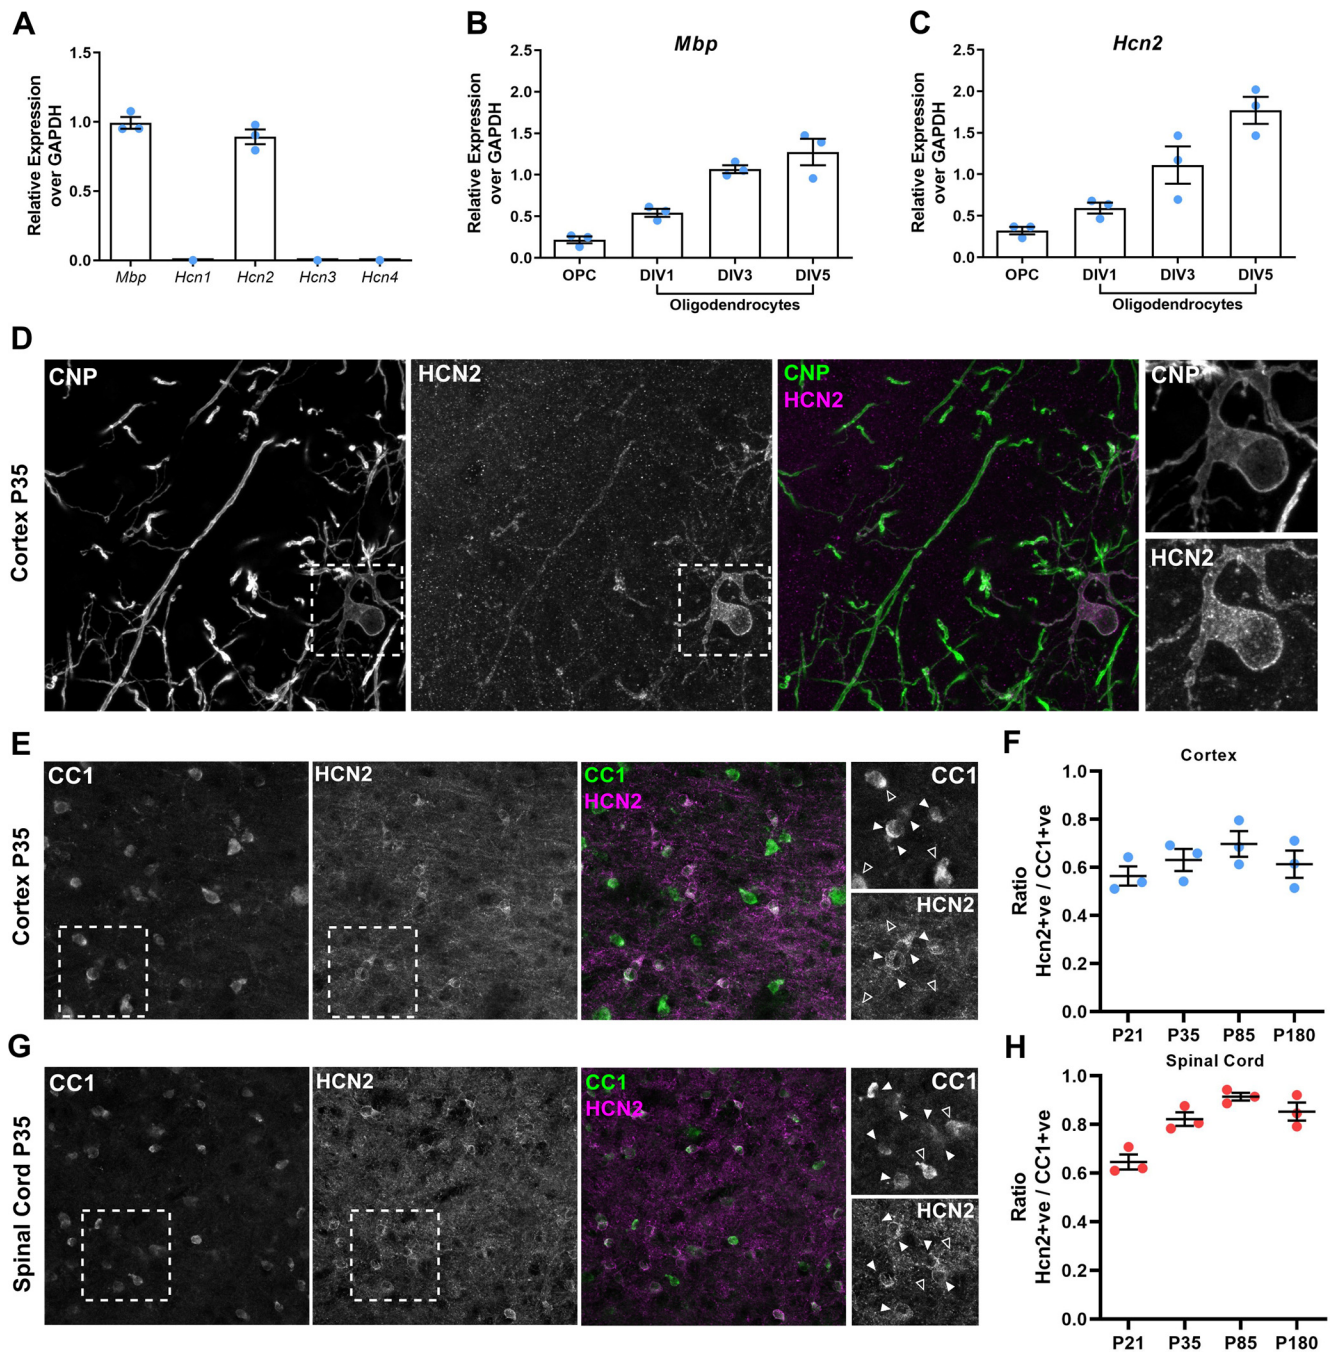 A
Relative Expression
over GAPDH
1.5
1.0
0.5
0.0
Mbp Hcn1 Hcn2 Hcn3 Hcn4
B
Mbp
Relative Expression
over GAPDH
2.5
2.0
1.5
1.0
0.5
0.0
OPC DIV1 DIV3 DIV5
Oligodendrocytes
C
Hcn2
Relative Expression
over GAPDH
2.5
2.0
1.5
1.0
0.5
0.0
OPC DIV1 DIV3 DIV5
Oligodendrocytes
D
Cortex P35
CNP
HCN2
CNP
HCN2
CNP
HCN2
E
Cortex P35
CC1
HCN2
CC1
HCN2
CC1
HCN2
F
Cortex
Ratio
Hcn2+ve / CC1+ve
1.0
0.8
0.6
0.4
0.2
0.0
P21 P35 P85 P180
G
Spinal Cord P35
CC1
HCN2
CC1
HCN2
CC1
HCN2
H
Spinal Cord
Ratio
Hcn2+ve / CC1+ve
1.0
0.8
0.6
0.4
0.2
0.0
P21 P35 P85 P180